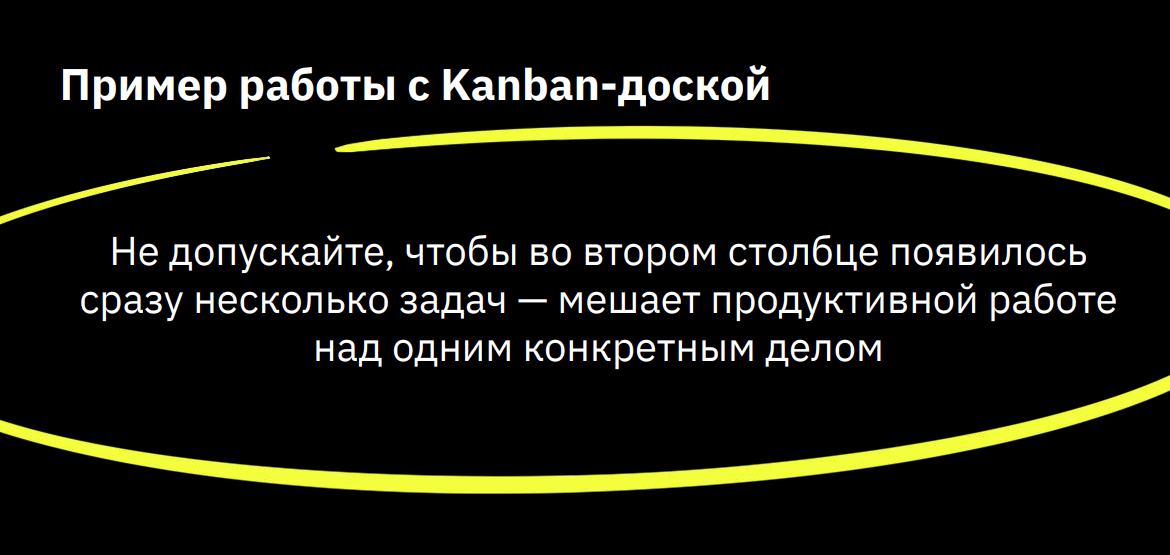 Пример работы с Kanban-доской
Не допускайте, чтобы во втором столбце появилось
сразу несколько задач — мешает продуктивной работе
над одним конкретным делом